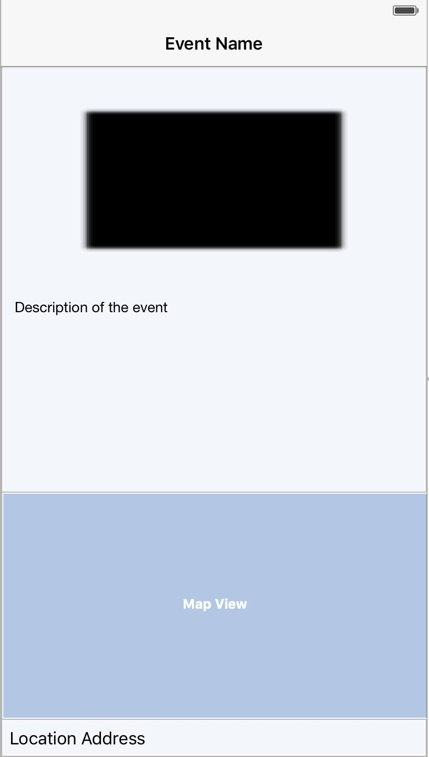 Event Name
Description of the event
Map View
Location Address